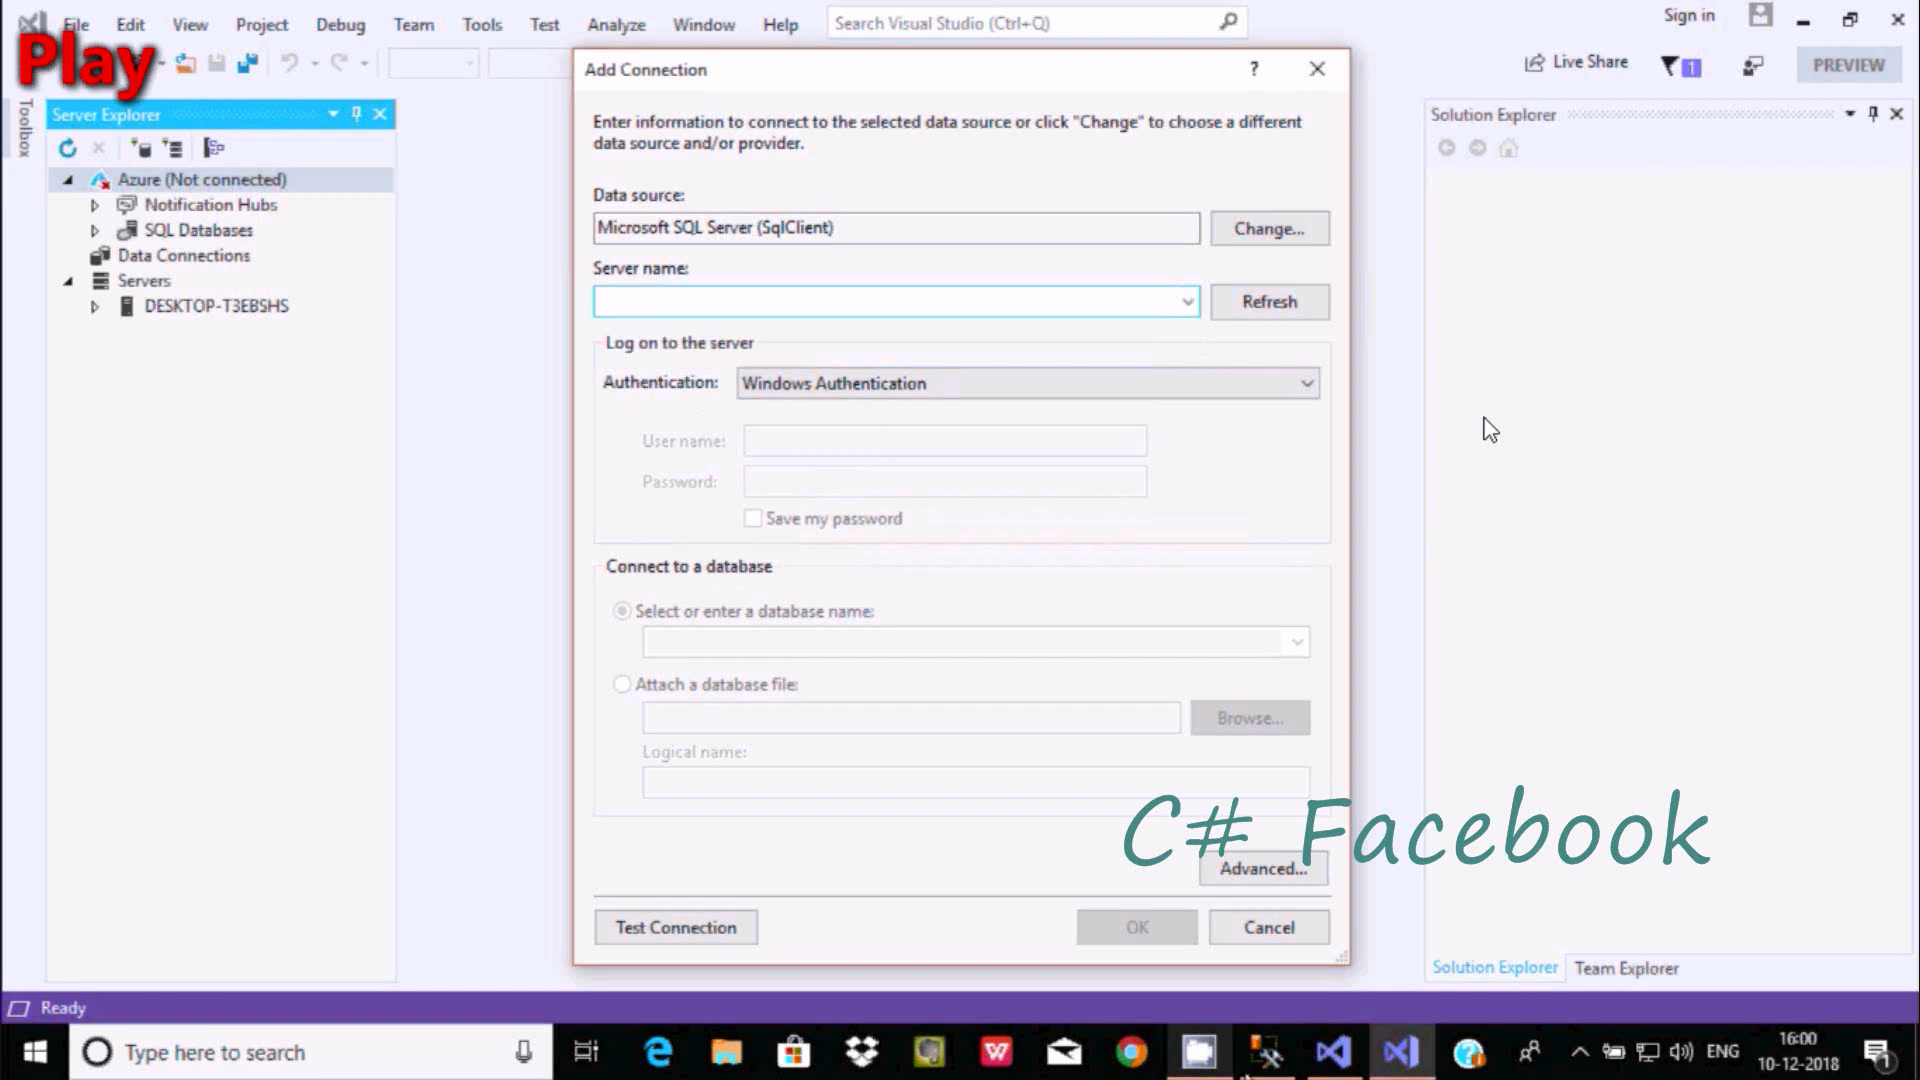 File Edit View Project Debug Team Tools Test Analyze Window Help Search Visual Studio (Ctrl+Q) Sign in
Play
Live Share 1 PREVIEW
Toolbox
Server Explorer
Azure (Not connected)
Notification Hubs
SQL Databases
Data Connections
Servers
DESKTOP-T3EBSHS
Add Connection ?
Enter information to connect to the selected data source or click "Change" to choose a different
data source and/or provider.
Data source:
Microsoft SQL Server (SqlClient) Change...
Server name:
Refresh
Log on to the server
Authentication: Windows Authentication
User name:
Password:
Save my password
Connect to a database
Select or enter a database name:
Attach a database file:
Browse...
Logical name:
C# Facebook
Advanced...
Test Connection OK Cancel
Solution Explorer
Solution Explorer Team Explorer
Ready
Type here to search
W
ENG
16:00
10-12-2018
1